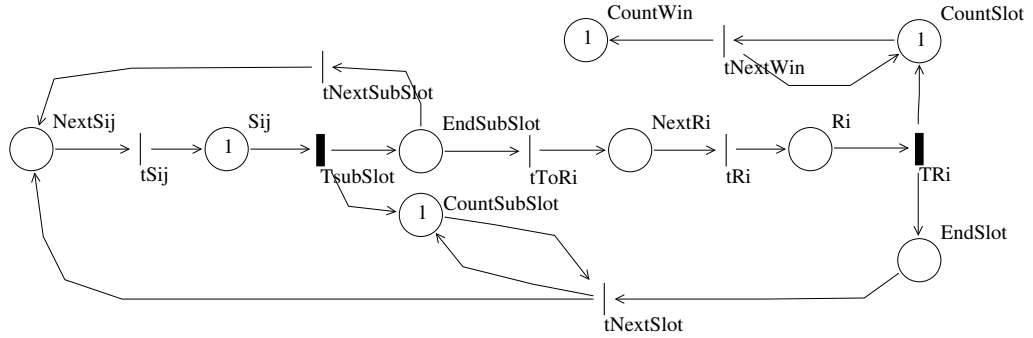 CountWin
CountSlot
1
1
tNextWin
tNextSubSlot
NextSij
Sij
EndSubSlot
NextRi
Ri
1
tSij
TsubSlot
tToRi
tRi
TRi
CountSubSlot
1
EndSlot
tNextSlot